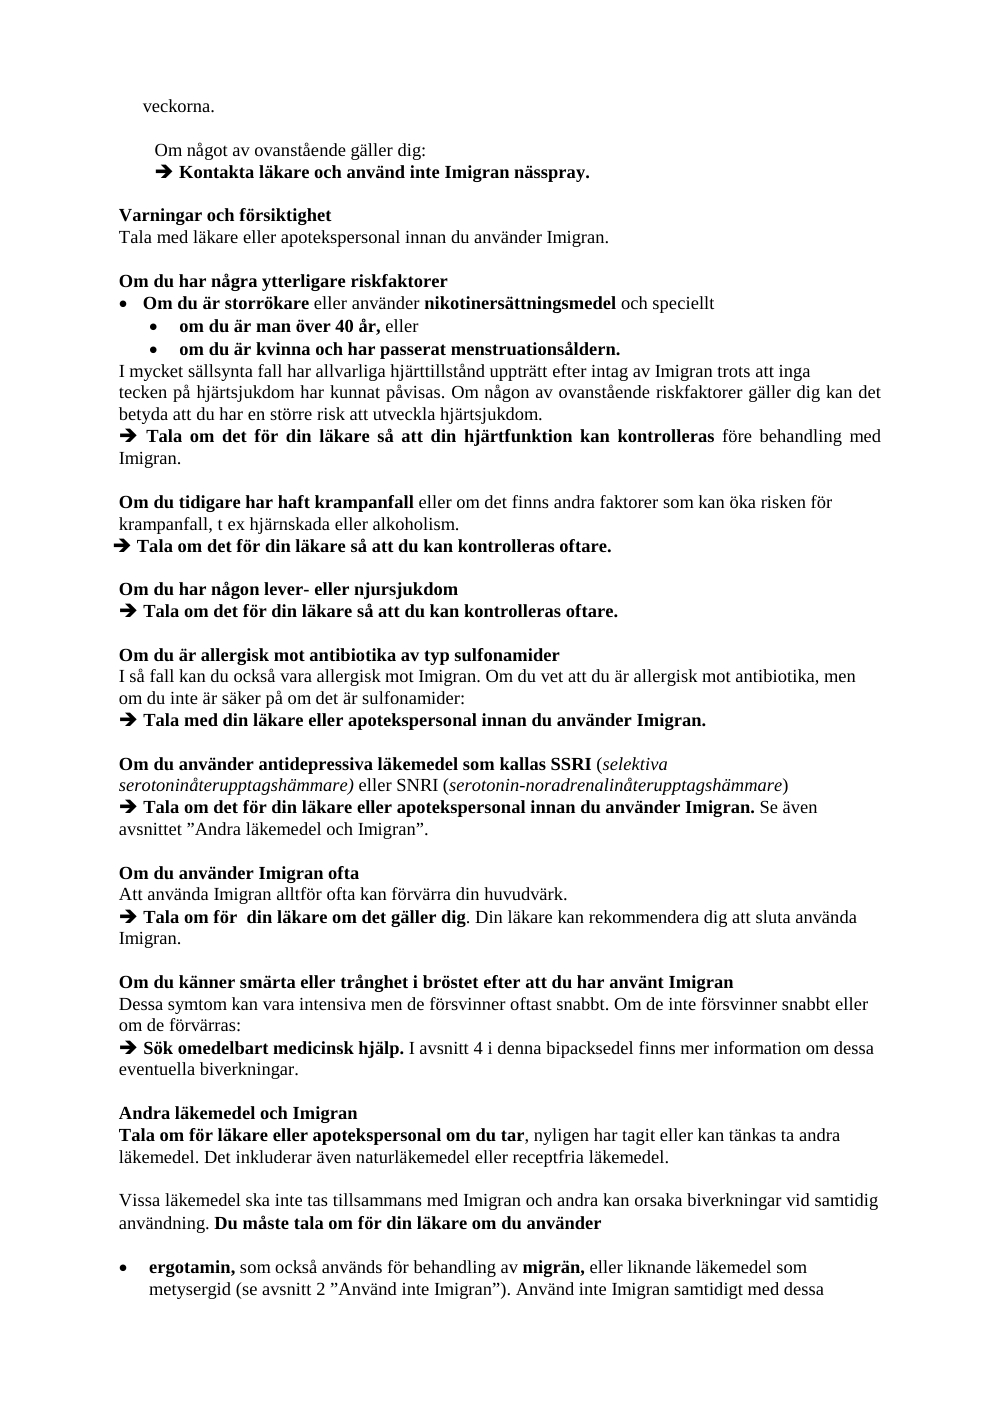 veckorna.
Om något av ovanstående gäller dig:
➔ Kontakta läkare och använd inte Imigran nässpray.
Varningar och försiktighet
Tala med läkare eller apotekspersonal innan du använder Imigran.
Om du har några ytterligare riskfaktorer
• Om du är storrökare eller använder nikotinersättningsmedel och speciellt
• om du är man över 40 år, eller
• om du är kvinna och har passerat menstruationsåldern.
I mycket sällsynta fall har allvarliga hjärttillstånd uppträtt efter intag av Imigran trots att inga
tecken på hjärtsjukdom har kunnat påvisas. Om någon av ovanstående riskfaktorer gäller dig kan det
betyda att du har en större risk att utveckla hjärtsjukdom.
➔ Tala om det för din läkare så att din hjärtfunktion kan kontrolleras före behandling med
Imigran.
Om du tidigare har haft krampanfall eller om det finns andra faktorer som kan öka risken för
krampanfall, t ex hjärnskada eller alkoholism.
➔ Tala om det för din läkare så att du kan kontrolleras oftare.
Om du har någon lever- eller njursjukdom
➔ Tala om det för din läkare så att du kan kontrolleras oftare.
Om du är allergisk mot antibiotika av typ sulfonamider
I så fall kan du också vara allergisk mot Imigran. Om du vet att du är allergisk mot antibiotika, men
om du inte är säker på om det är sulfonamider:
➔ Tala med din läkare eller apotekspersonal innan du använder Imigran.
Om du använder antidepressiva läkemedel som kallas SSRI (selektiva
serotoninåterupptagshämmare) eller SNRI (serotonin-noradrenalinåterupptagshämmare)
➔ Tala om det för din läkare eller apotekspersonal innan du använder Imigran. Se även
avsnittet ”Andra läkemedel och Imigran”.
Om du använder Imigran ofta
Att använda Imigran alltför ofta kan förvärra din huvudvärk.
➔ Tala om för  din läkare om det gäller dig. Din läkare kan rekommendera dig att sluta använda
Imigran.
Om du känner smärta eller trånghet i bröstet efter att du har använt Imigran
Dessa symtom kan vara intensiva men de försvinner oftast snabbt. Om de inte försvinner snabbt eller
om de förvärras:
➔ Sök omedelbart medicinsk hjälp. I avsnitt 4 i denna bipacksedel finns mer information om dessa
eventuella biverkningar.
Andra läkemedel och Imigran
Tala om för läkare eller apotekspersonal om du tar, nyligen har tagit eller kan tänkas ta andra
läkemedel. Det inkluderar även naturläkemedel eller receptfria läkemedel.
Vissa läkemedel ska inte tas tillsammans med Imigran och andra kan orsaka biverkningar vid samtidig
användning. Du måste tala om för din läkare om du använder
• ergotamin, som också används för behandling av migrän, eller liknande läkemedel som
metysergid (se avsnitt 2 ”Använd inte Imigran”). Använd inte Imigran samtidigt med dessa